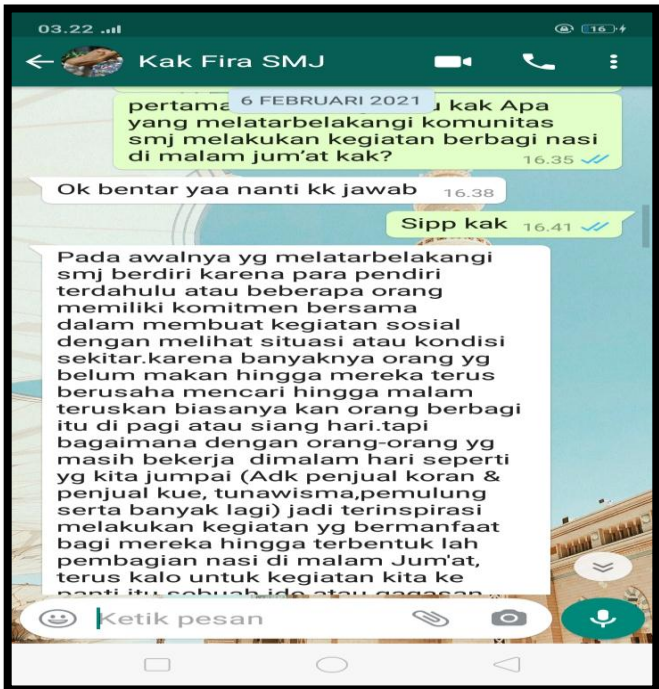 03.22
16
Kak Fira SMJ
6 FEBRUARI 2021
pertama u kak Apa
yang melatarbelakangi komunitas
smj melakukan kegiatan berbagi nasi
di malam jum'at kak?
16.35
Ok bentar yaa nanti kk jawab 16.38
Sipp kak 16.41
Pada awalnya yg melatarbelakangi
smj berdiri karena para pendiri
terdahulu atau beberapa orang
memiliki komitmen bersama
dalam membuat kegiatan sosial
dengan melihat situasi atau kondisi
sekitar.karena banyaknya orang yg
belum makan hingga mereka terus
berusaha mencari hingga malam
teruskan biasanya kan orang berbagi
itu di pagi atau siang hari.tapi
bagaimana dengan orang-orang yg
masih bekerja dimalam hari seperti
yg kita jumpai (Adk penjual koran &
penjual kue, tunawisma,pemulung
serta banyak lagi) jadi terinspirasi
melakukan kegiatan yg bermanfaat
bagi mereka hingga terbentuk lah
pembagian nasi di malam Jum'at,
terus kalo untuk kegiatan kita ke
panti itu sebuah ide atau gagasan
Ketik pesan